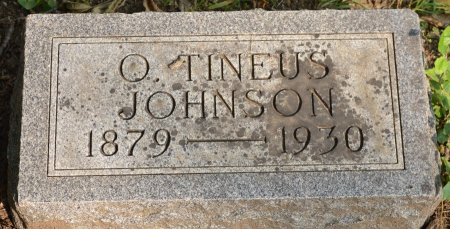 O. TINEUS
JOHNSON
1879 — 1930